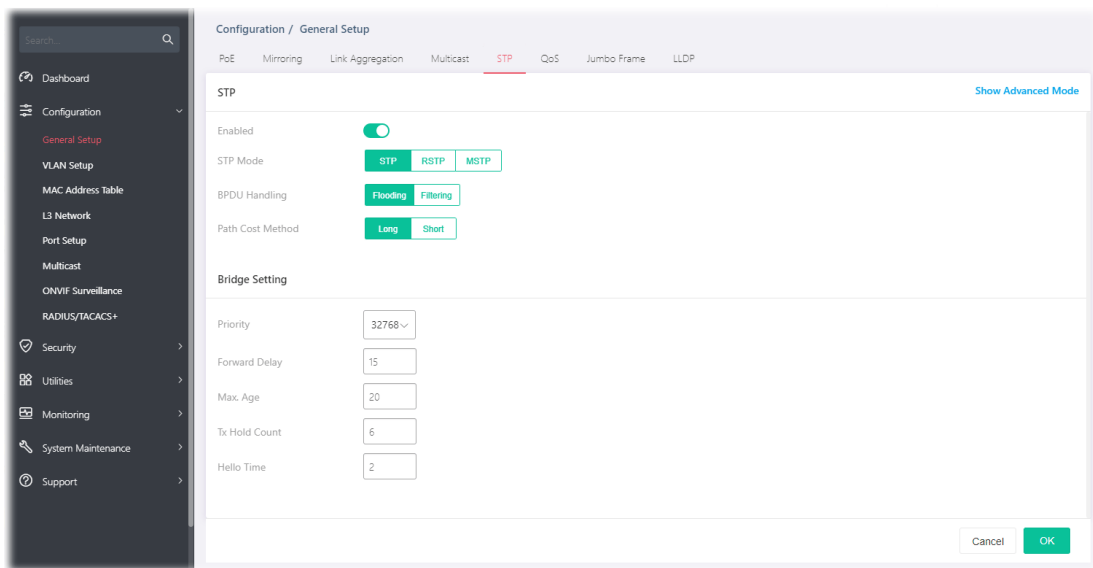 Search...
Dashboard
Configuration
General Setup
VLAN Setup
MAC Address Table
L3 Network
Port Setup
Multicast
ONVIF Surveillance
RADIUS/TACACS+
Security
Utilities
Monitoring
System Maintenance
Support
Configuration / General Setup
PoE Mirroring Link Aggregation Multicast STP QoS Jumbo Frame LLDP
STP Show Advanced Mode
Enabled
STP Mode STP RSTP MSTP
BPDU Handling Flooding Filtering
Path Cost Method Long Short
Bridge Setting
Priority 32768
Forward Delay 15
Max. Age 20
Tx Hold Count 6
Hello Time 2
Cancel OK